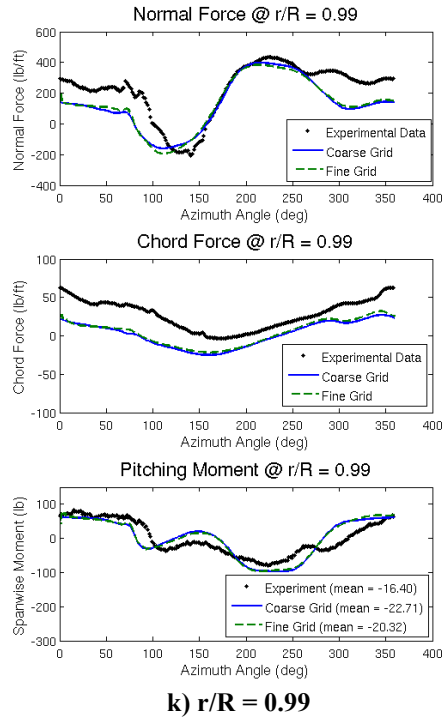 Normal Force @ r/R = 0.99
Normal Force (lb/ft)
600
400
200
0
-200
-400
0 50 100 150 200 250 300 350 400
Azimuth Angle (deg)
Experimental Data
Coarse Grid
Fine Grid
Chord Force @ r/R = 0.99
Chord Force (lb/ft)
100
50
0
-50
-100
0 50 100 150 200 250 300 350 400
Azimuth Angle (deg)
Experimental Data
Coarse Grid
Fine Grid
Pitching Moment @ r/R = 0.99
Spanwise Moment (lb)
100
0
-100
-200
-300
0 50 100 150 200 250 300 350 400
Azimuth Angle (deg)
Experiment (mean = -16.40)
Coarse Grid (mean = -22.71)
Fine Grid (mean = -20.32)
k) r/R = 0.99